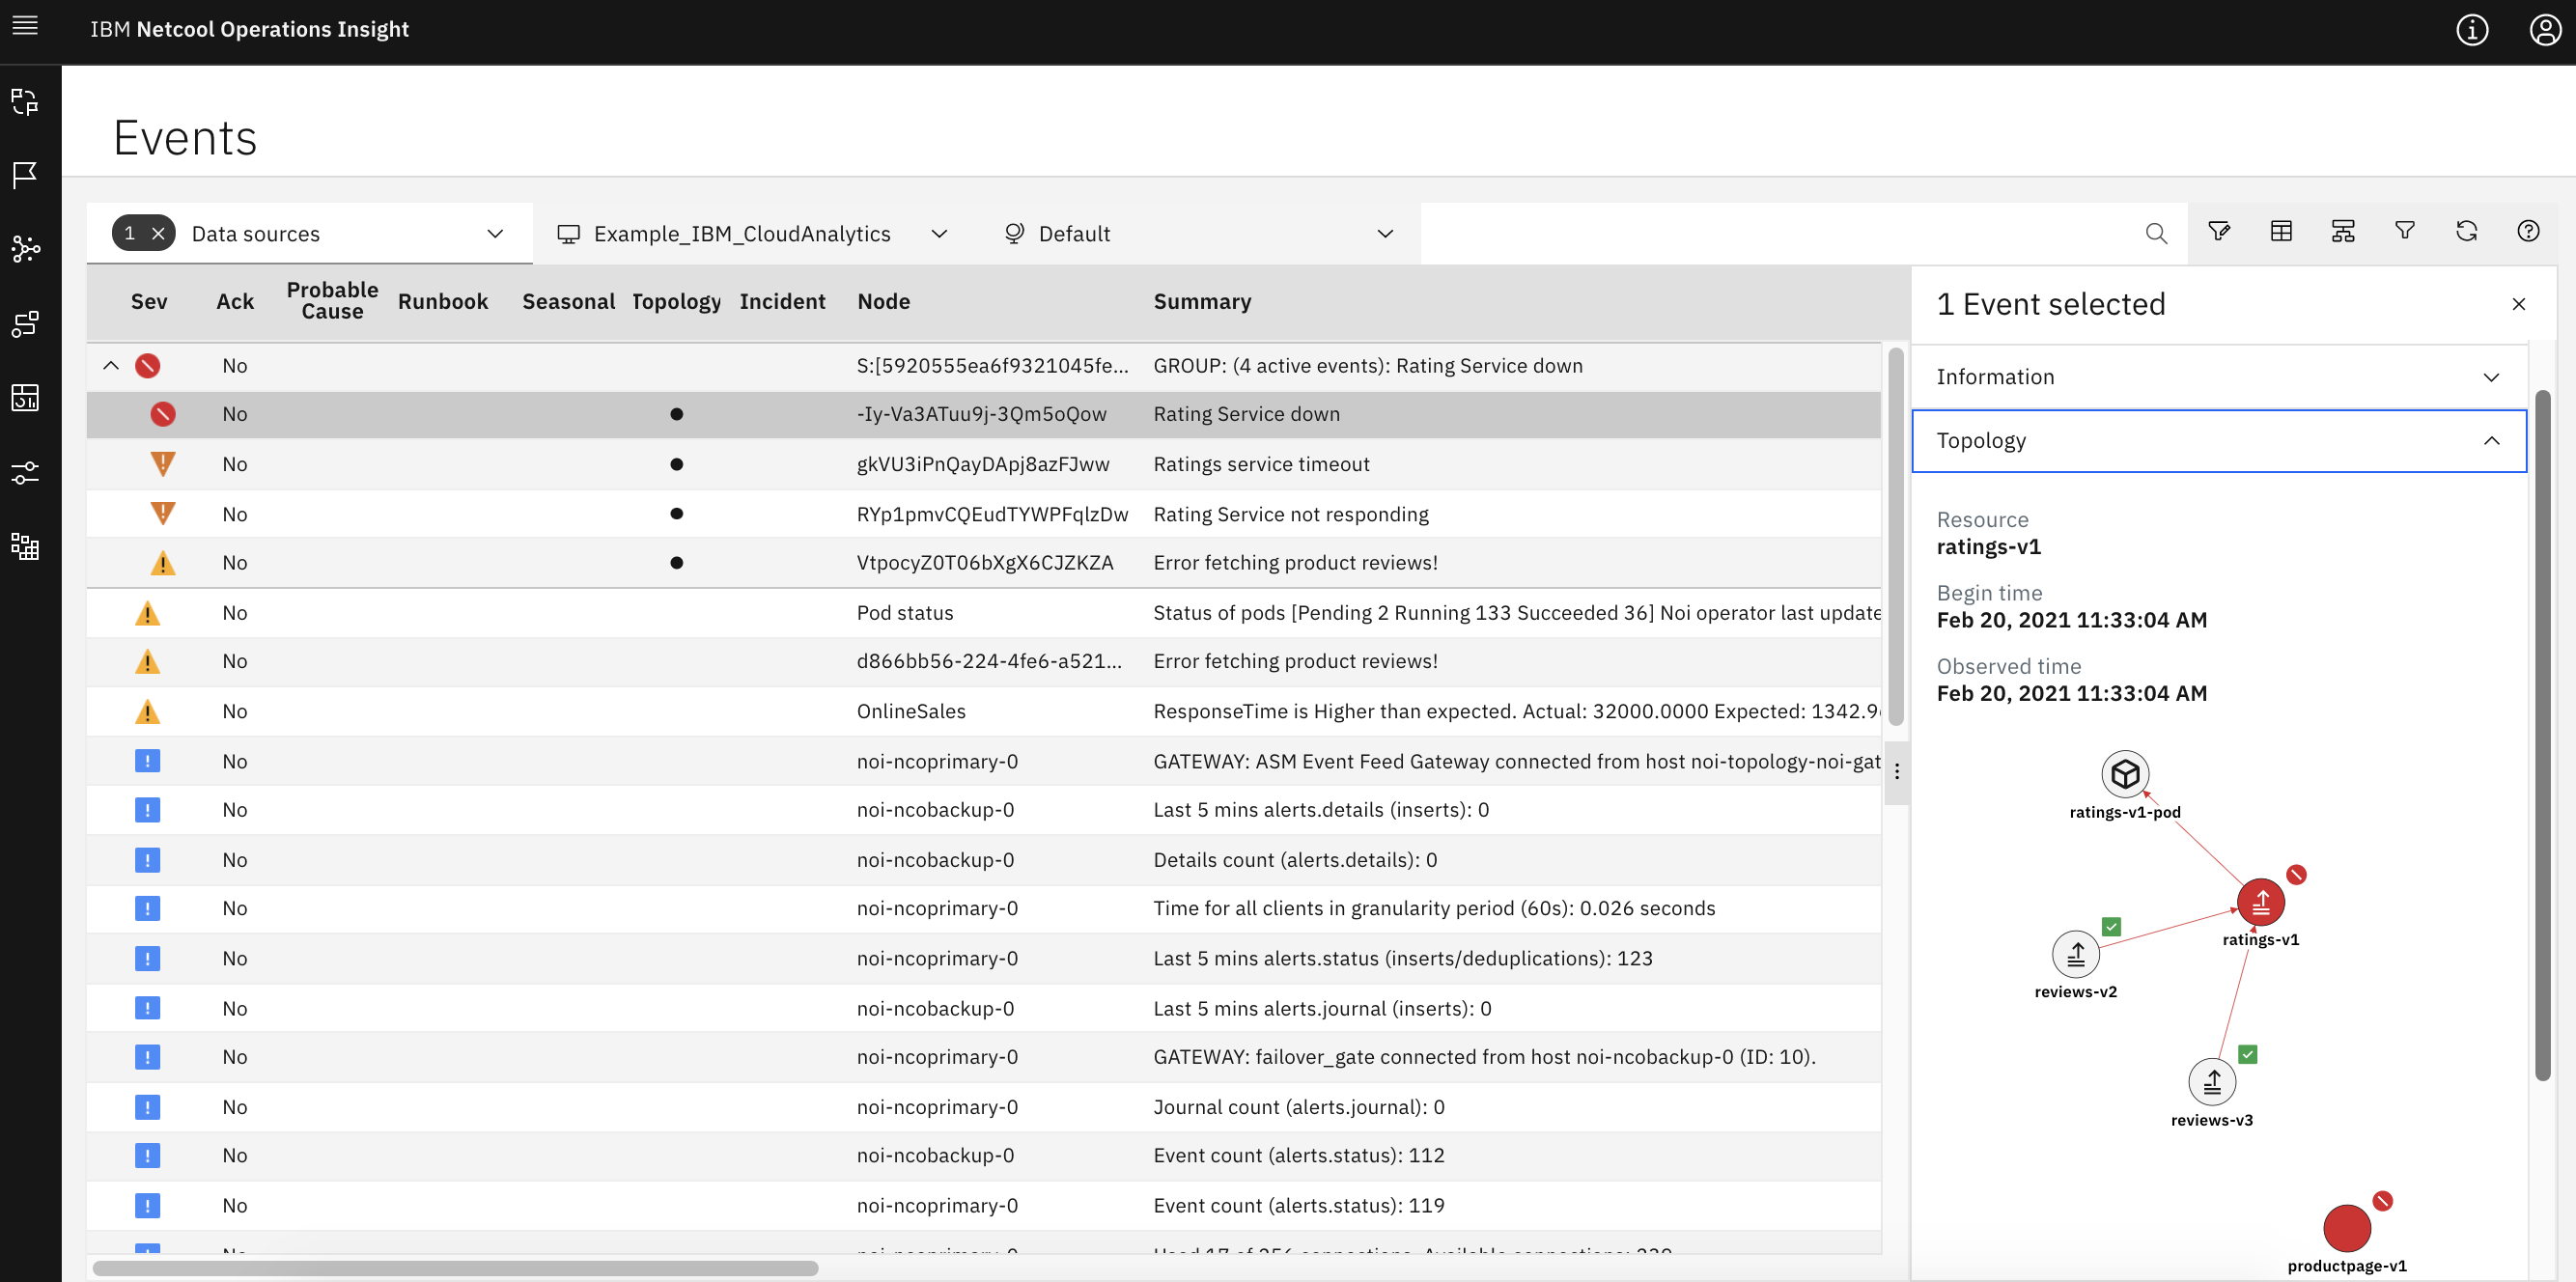 IBM Netcool Operations Insight
Events
1 × Data sources
Example_IBM_CloudAnalytics
Default
Sev Ack Probable Cause Runbook Seasonal Topology Incident Node Summary
No S:[5920555ea6f9321045fe... GROUP: (4 active events): Rating Service down
No -Iy-Va3ATuu9j-3Qm5oQow Rating Service down
No gkVU3iPnQayDApj8azFJww Ratings service timeout
No RYp1pmvCQEudTYWPFqlzDw Rating Service not responding
No VtpocyZ0T06bXgX6CJZKZA Error fetching product reviews!
No Pod status Status of pods [Pending 2 Running 133 Succeeded 36] Noi operator last update
No d866bb56-224-4fe6-a521... Error fetching product reviews!
No OnlineSales ResponseTime is Higher than expected. Actual: 32000.0000 Expected: 1342.9
No noi-ncoprimary-0 GATEWAY: ASM Event Feed Gateway connected from host noi-topology-noi-gat
No noi-ncobackup-0 Last 5 mins alerts.details (inserts): 0
No noi-ncobackup-0 Details count (alerts.details): 0
No noi-ncoprimary-0 Time for all clients in granularity period (60s): 0.026 seconds
No noi-ncoprimary-0 Last 5 mins alerts.status (inserts/deduplications): 123
No noi-ncobackup-0 Last 5 mins alerts.journal (inserts): 0
No noi-ncoprimary-0 GATEWAY: failover_gate connected from host noi-ncobackup-0 (ID: 10).
No noi-ncoprimary-0 Journal count (alerts.journal): 0
No noi-ncobackup-0 Event count (alerts.status): 112
No noi-ncoprimary-0 Event count (alerts.status): 119
1 Event selected
Information
Topology
Resource
ratings-v1
Begin time
Feb 20, 2021 11:33:04 AM
Observed time
Feb 20, 2021 11:33:04 AM
ratings-v1-pod
ratings-v1
reviews-v2
reviews-v3
productpage-v1